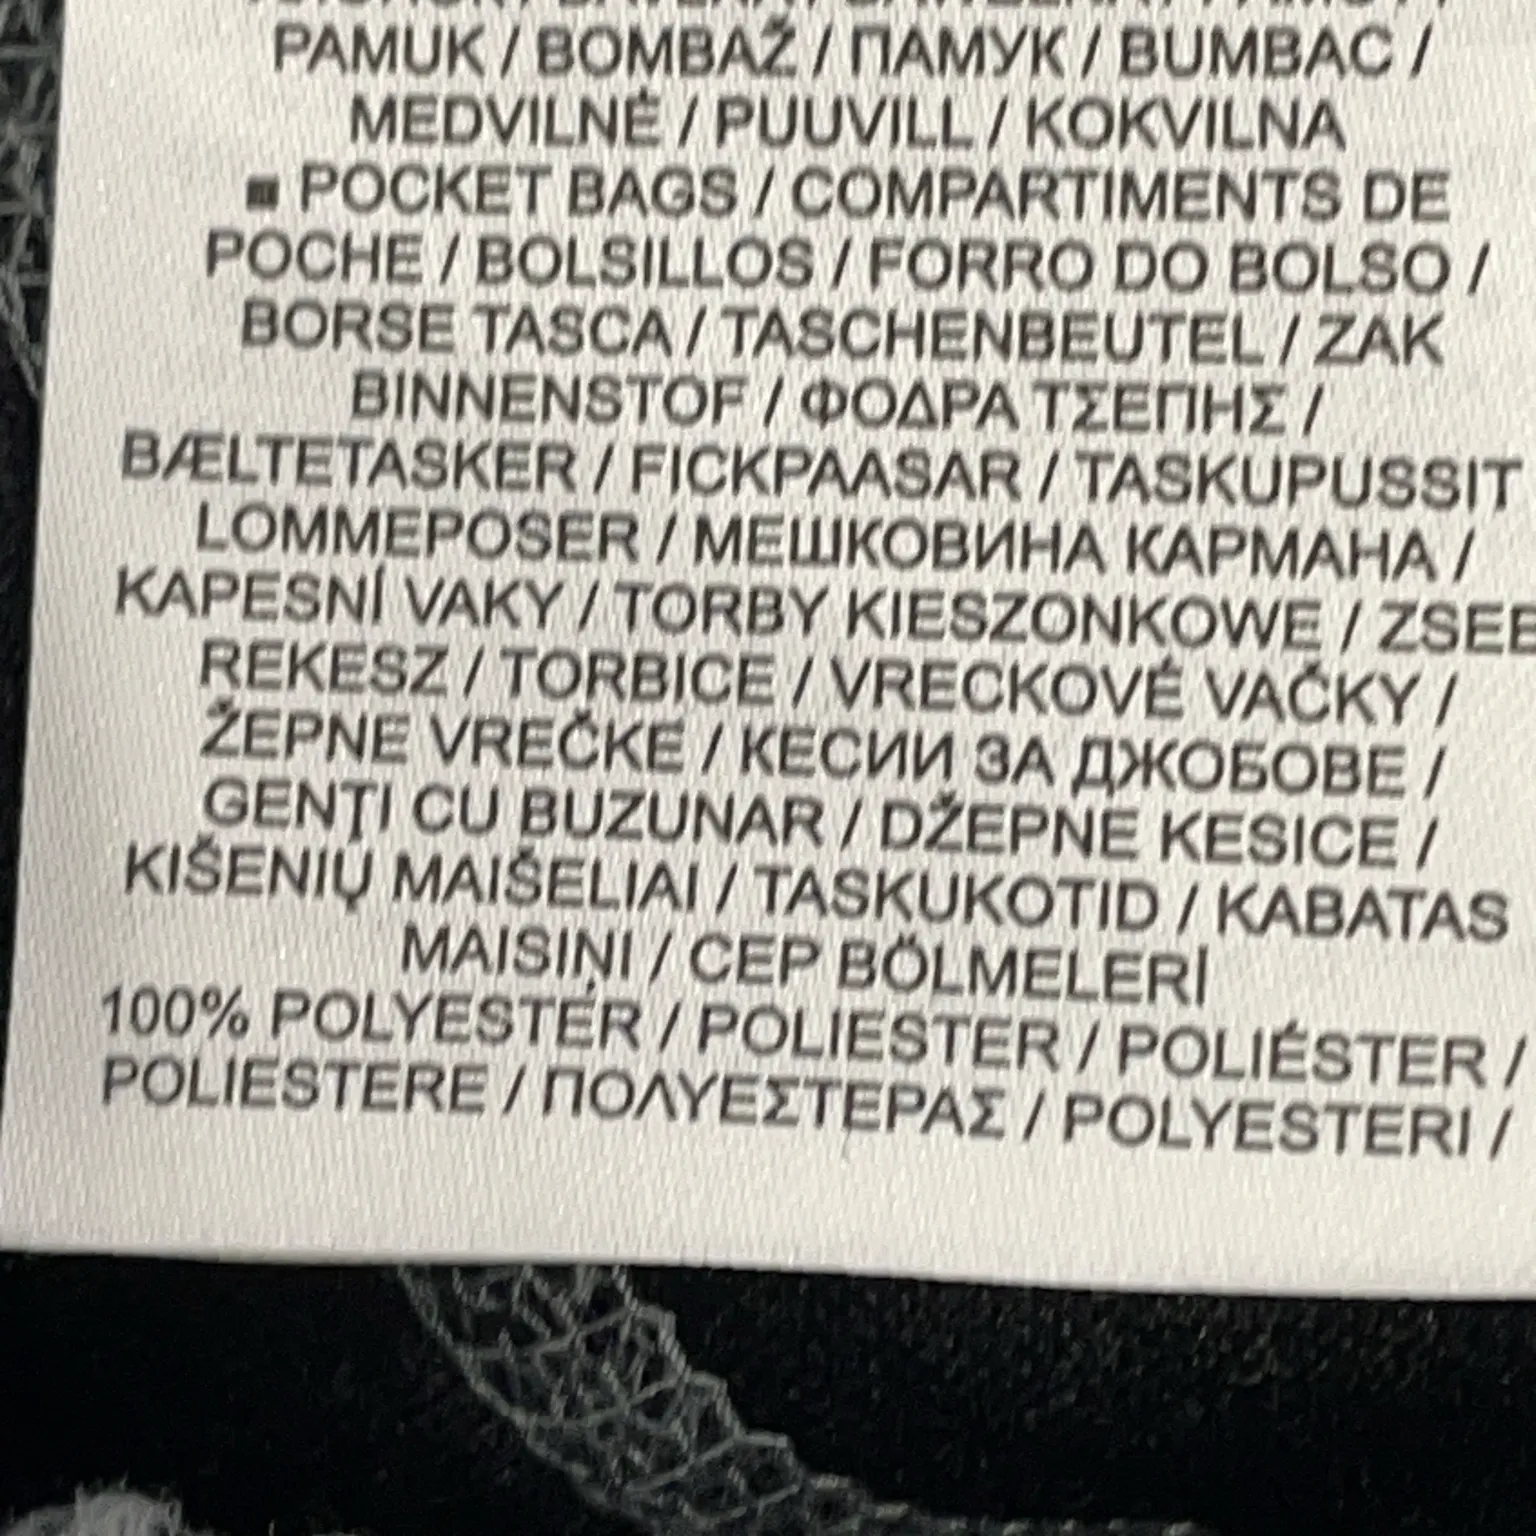 PAMUK / BOMBAŽ / ПАМУК / BUMBAC /
MEDVILNĖ / PUUVILL / KOKVILNA
■ POCKET BAGS / COMPARTIMENTS DE
POCHE / BOLSILLOS / FORRO DO BOLSO /
BORSE TASCA / TASCHENBEUTEL / ZAK
BINNENSTOF / ΦΟΔΡΑ ΤΣΕΠΗΣ /
BÆLTETASKER / FICKPAASAR / TASKUPUSSIT
LOMMEPOSER / МЕШКОВИНА КАРМАНА /
KAPESNÍ VAKY / TORBY KIESZONKOWE / ZSEB
REKESZ / TORBICE / VRECKOVÉ VAČKY /
ŽEPNE VREČKE / КЕСИИ ЗА ДЖОБОВЕ /
GENŢI CU BUZUNAR / DŽEPNE KESICE /
KIŠENIŲ MAIŠELIAI / TASKUKOTID / KABATAS
MAISIŅI / CEP BÖLMELERİ
100% POLYESTER / POLIESTER / POLIÉSTER /
POLIESTERE / ΠΟΛΥΕΣΤΕΡΑΣ / POLYESTERI /